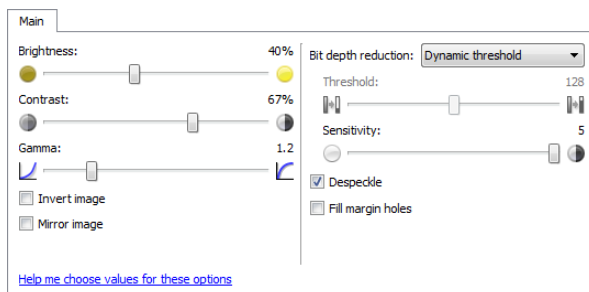 Main
Brightness: 40%
Contrast: 67%
Gamma: 1.2
Invert image
Mirror image
Help me choose values for these options
Bit depth reduction: Dynamic threshold
Threshold: 128
Sensitivity: 5
Despeckle
Fill margin holes